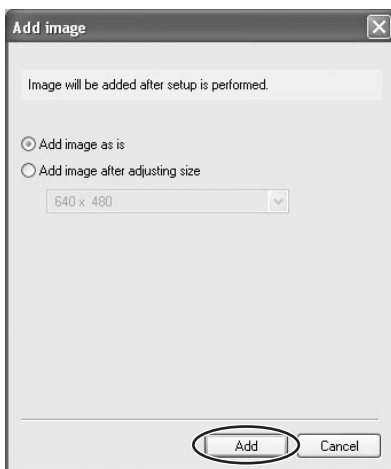 Add image
Image will be added after setup is performed.
Add image as is
Add image after adjusting size
640 x 480
Add
Cancel